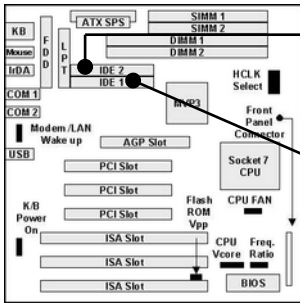 KB
Mouse
IrDA
COM 1
COM 2
USB
FDD
LPT
ATX SPS
SIMM 1
SIMM 2
DIMM 1
DIMM 2
IDE 2
IDE 1
MVP3
HCLK
Select
Front
Panel
Connector
Modem /LAN
Wake up
AGP Slot
Socket 7
CPU
PCI Slot
PCI Slot
PCI Slot
CPU FAN
K/B
Power
On
Flash
ROM
Vpp
ISA Slot
ISA Slot
ISA Slot
CPU
Vcore
Freq.
Ratio
BIOS